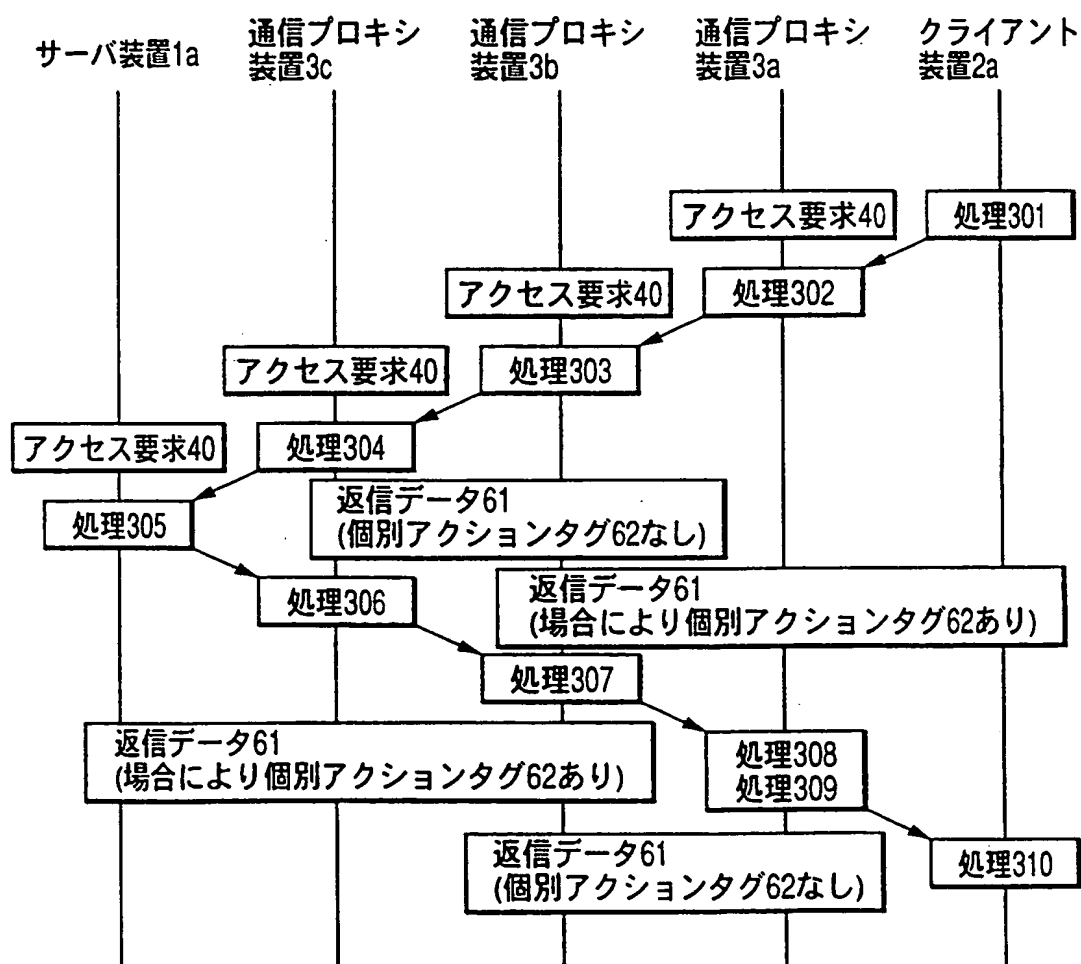 サーバ装置1a
通信プロキシ
装置3c
通信プロキシ
装置3b
通信プロキシ
装置3a
クライアント
装置2a
アクセス要求40
処理301
アクセス要求40
処理302
アクセス要求40
処理303
アクセス要求40
処理304
処理305
返信データ61
(個別アクションタグ62なし)
処理306
返信データ61
(場合により個別アクションタグ62あり)
処理307
返信データ61
(場合により個別アクションタグ62あり)
処理308
処理309
返信データ61
(個別アクションタグ62なし)
処理310